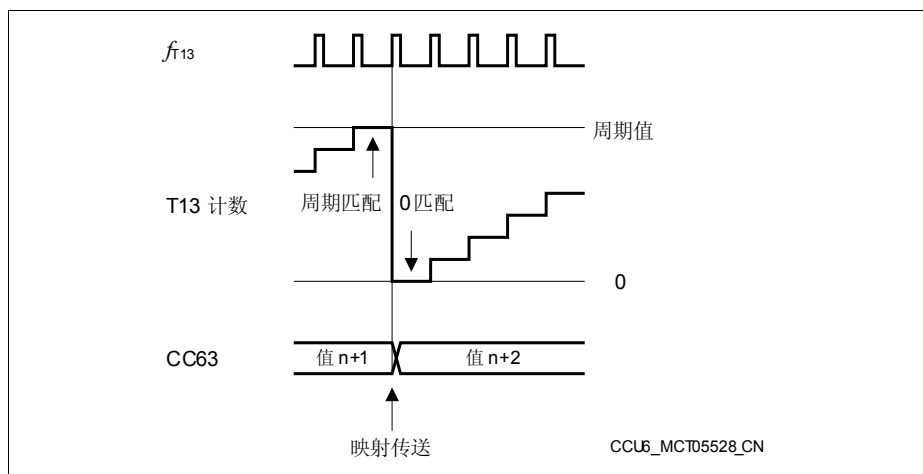 fT13
周期值
T13 计数
周期匹配
0匹配
0
CC63
值 n+1
值 n+2
映射传送
CCU6_MCT05528_CN